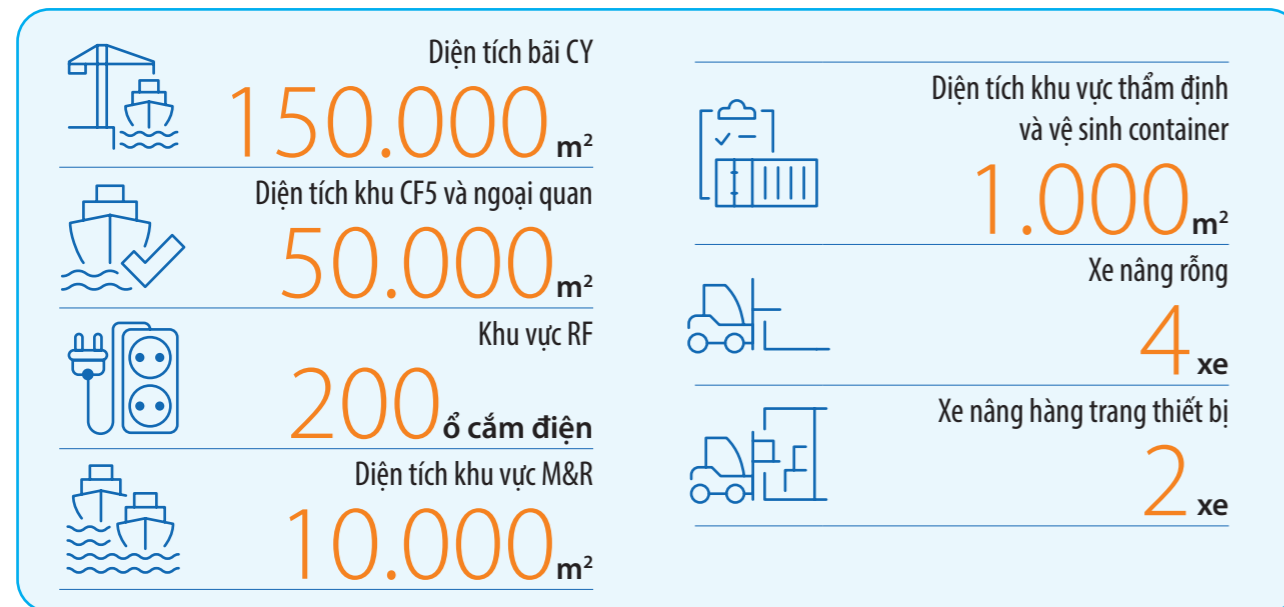 Diện tích bãi CY
150.000 m²
Diện tích khu CF5 và ngoại quan
50.000 m²
Khu vực RF
200 ổ cắm điện
Diện tích khu vực M&R
10.000 m²
Diện tích khu vực thẩm định
và vệ sinh container
1.000 m²
Xe nâng rỗng
4 xe
Xe nâng hàng trang thiết bị
2 xe